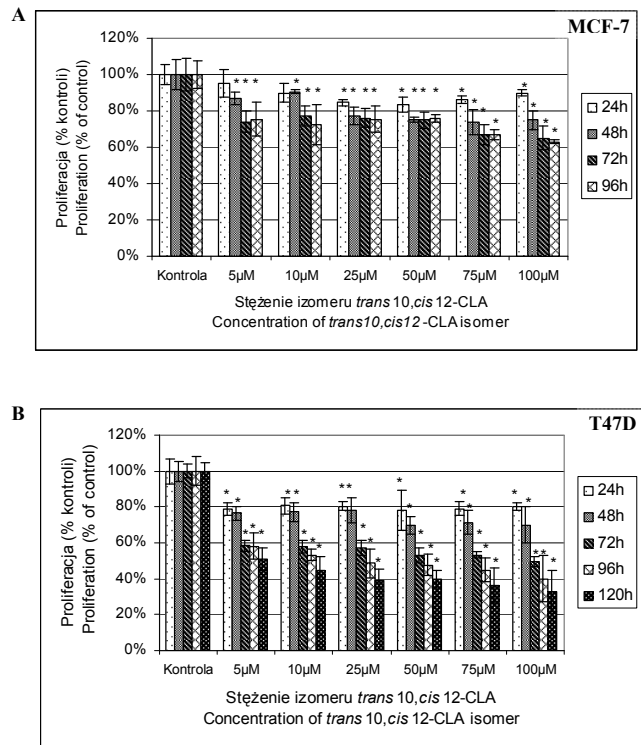 A
MCF-7
120%
100%
80%
60%
40%
20%
0%
Proliferacja (% kontroli)
Proliferation (% of control)
* * * * * * * * * * * * * * * * * * * * * *
Kontrola 5µM 10µM 25µM 50µM 75µM 100µM
Stężenie izomeru trans 10,cis 12-CLA
Concentration of trans10,cis12-CLA isomer
24h
48h
72h
96h
B
T47D
120%
100%
80%
60%
40%
20%
0%
Proliferacja (% kontroli)
Proliferation (% of control)
* * * * * * * * * * * * * * * * * * * * * * * * * * * * * *
Kontrola 5µM 10µM 25µM 50µM 75µM 100µM
Stężenie izomeru trans 10,cis 12-CLA
Concentration of trans 10,cis 12-CLA isomer
24h
48h
72h
96h
120h